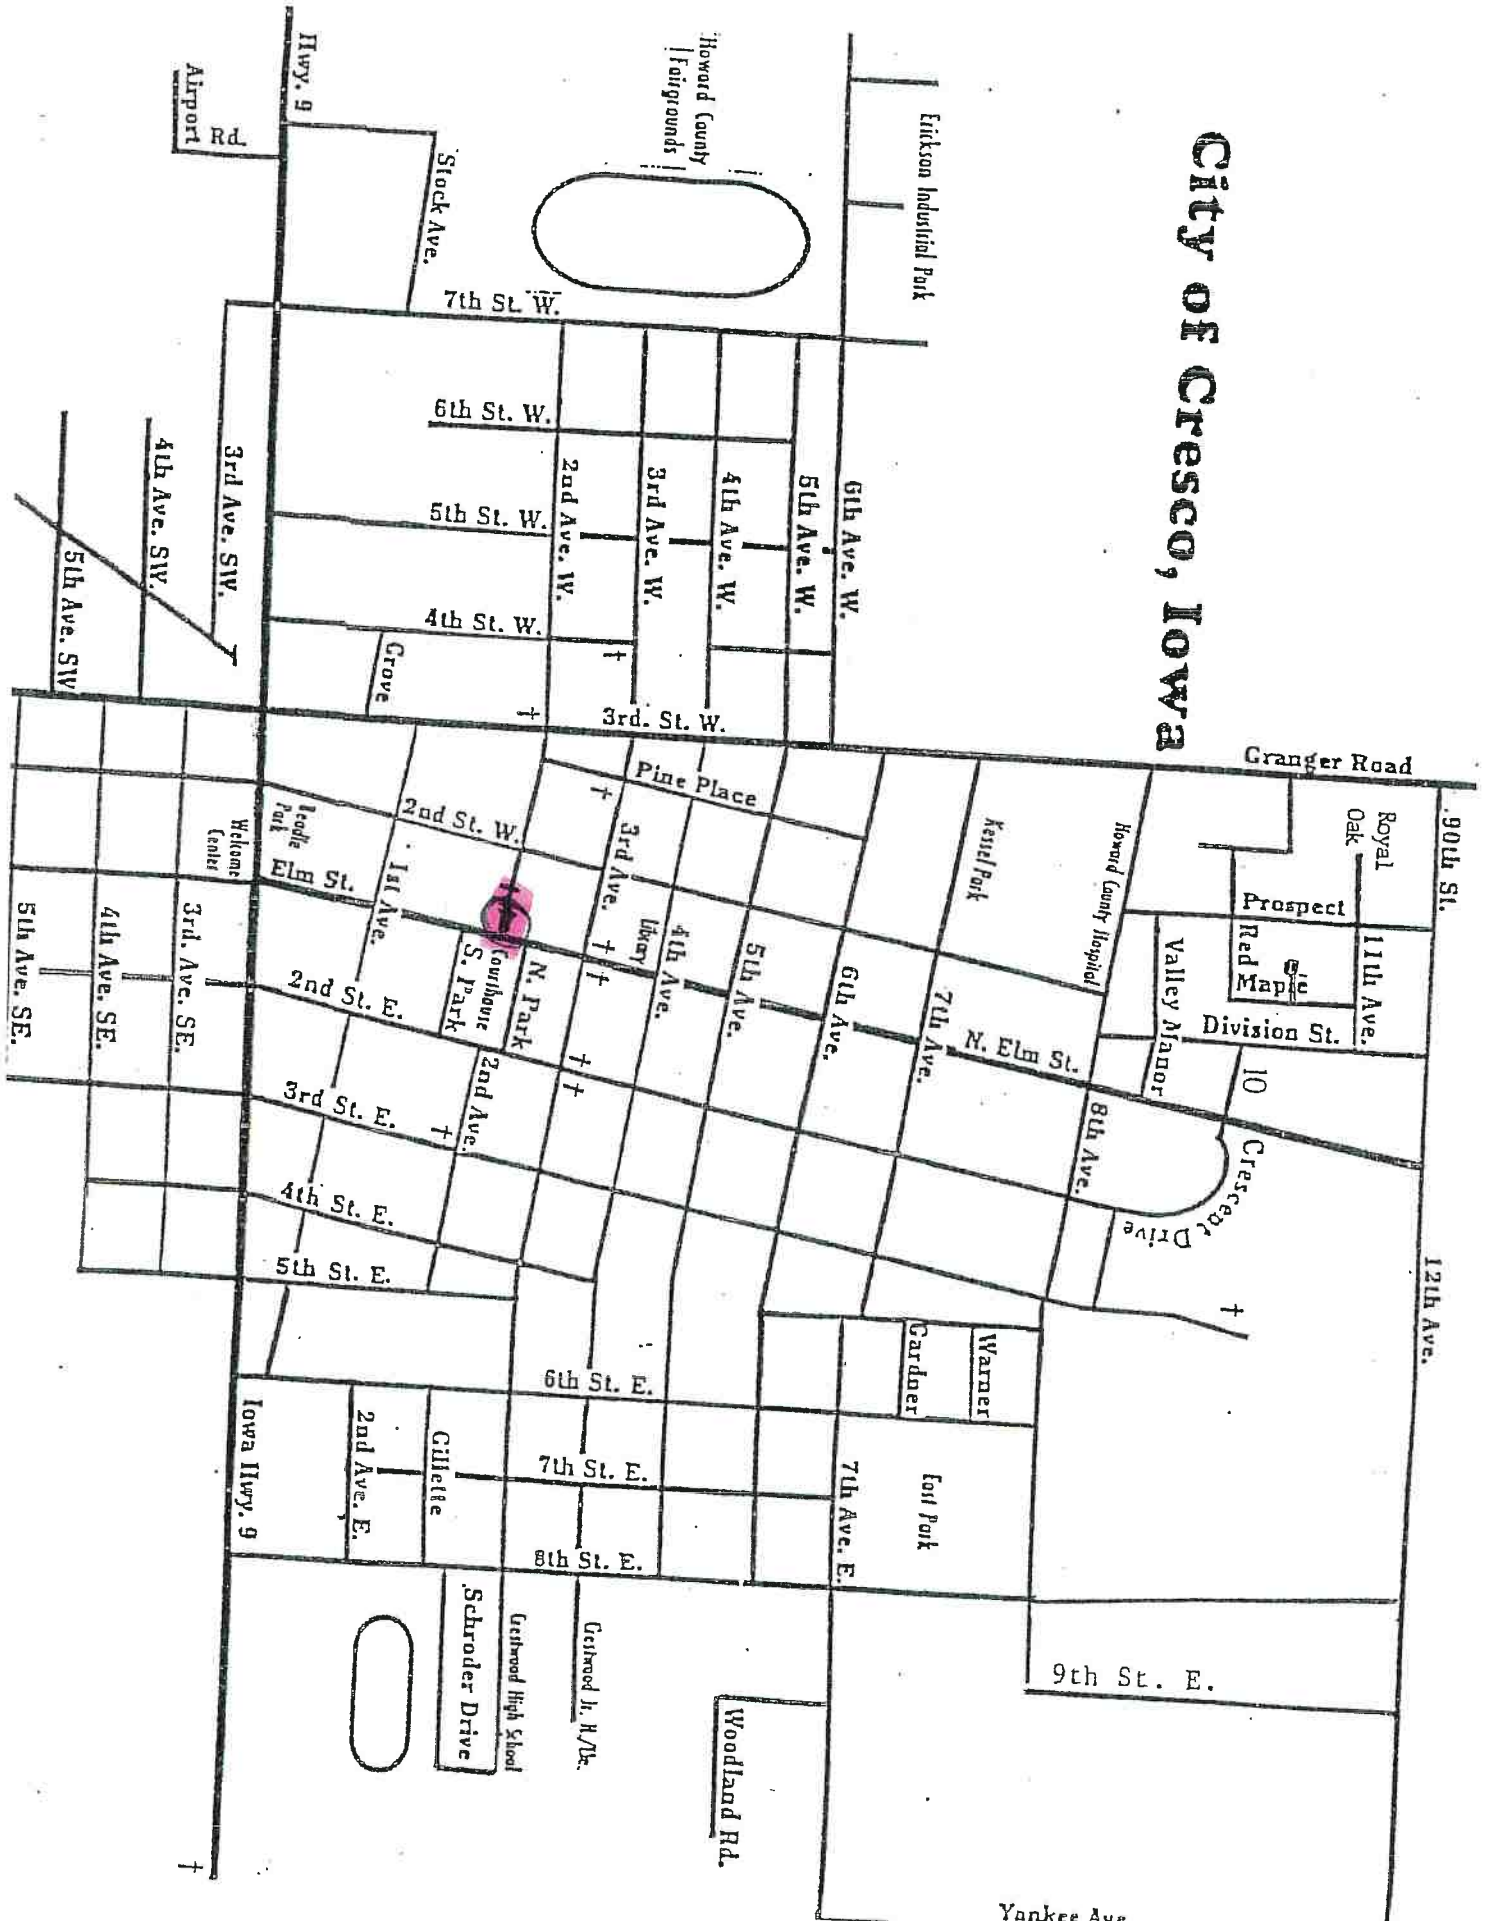 City of Cresco, Iowa
Hwy. 9
Airport Rd.
Stock Ave.
Howard County
Fairgrounds
Erickson Industrial Park
7th St. W.
6th St. W.
5th St. W.
4th St. W.
3rd. St. W.
2nd Ave. W.
3rd Ave. W.
4th Ave. W.
5th Ave. W.
6th Ave. W.
3rd Ave. SW.
4th Ave. SW.
5th Ave. SW
Grove
Granger Road
Pine Place
2nd St. W.
Beadle
Park
Welcome
Center
Elm St.
1st Ave.
3rd Ave.
Library
4th Ave.
5th Ave.
6th Ave.
7th Ave.
Kessel Park
Howard County Hospital
Royal
Oak
90th St.
Prospect
Red
Maple
11th Ave.
Valley Manor
Division St.
N. Elm St.
10
Crescent Drive
8th Ave.
12th Ave.
Courthouse
S. Park
N. Park
2nd Ave.
2nd St. E.
3rd St. E.
4th St. E.
5th St. E.
3rd. Ave. SE.
4th Ave. SE.
5th Ave. SE.
6th St. E.
7th St. E.
8th St. E.
Gardner
Warner
7th Ave. E.
East Park
Iowa Hwy. 9
2nd Ave. E.
Gillette
Schroder Drive
Crestwood High School
Crestwood Jr. H./
Woodland Rd.
9th St. E.
Yankee Ave